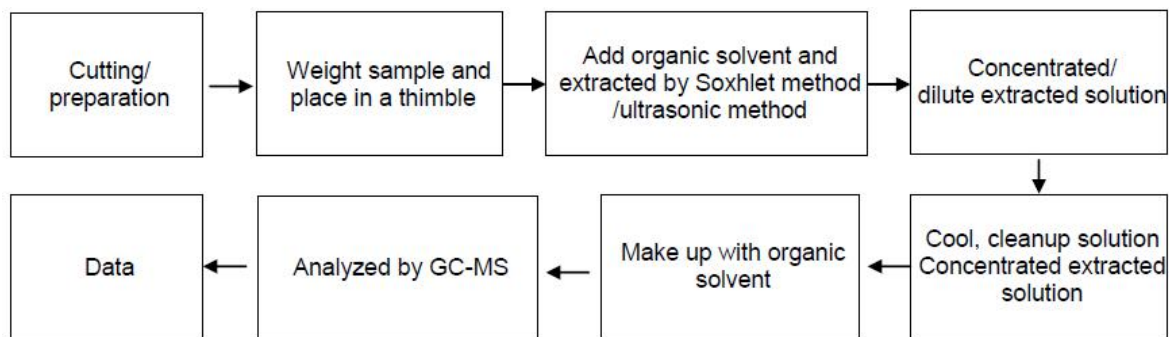 Cutting/
preparation
Weight sample and
place in a thimble
Add organic solvent and
extracted by Soxhlet method
/ultrasonic method
Concentrated/
dilute extracted solution
Cool, cleanup solution
Concentrated extracted
solution
Make up with organic
solvent
Analyzed by GC-MS
Data